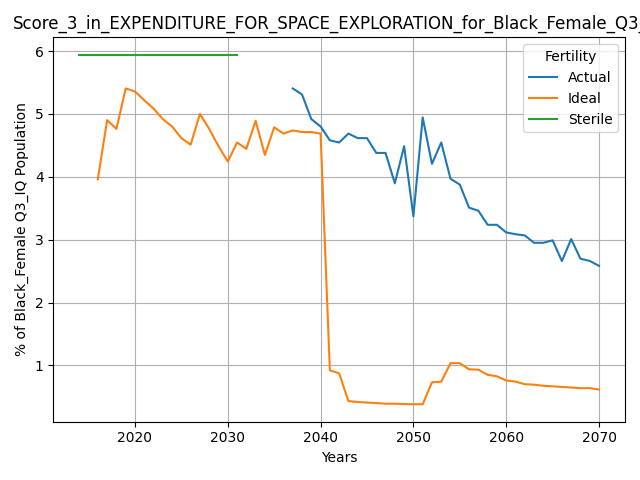 Score_3_in_EXPENDITURE_FOR_SPACE_EXPLORATION_for_Black_Female_Q3_
Fertility
Actual
Ideal
Sterile
% of Black_Female Q3_IQ Population
6
5
4
3
2
1
2020 2030 2040 2050 2060 2070
Years